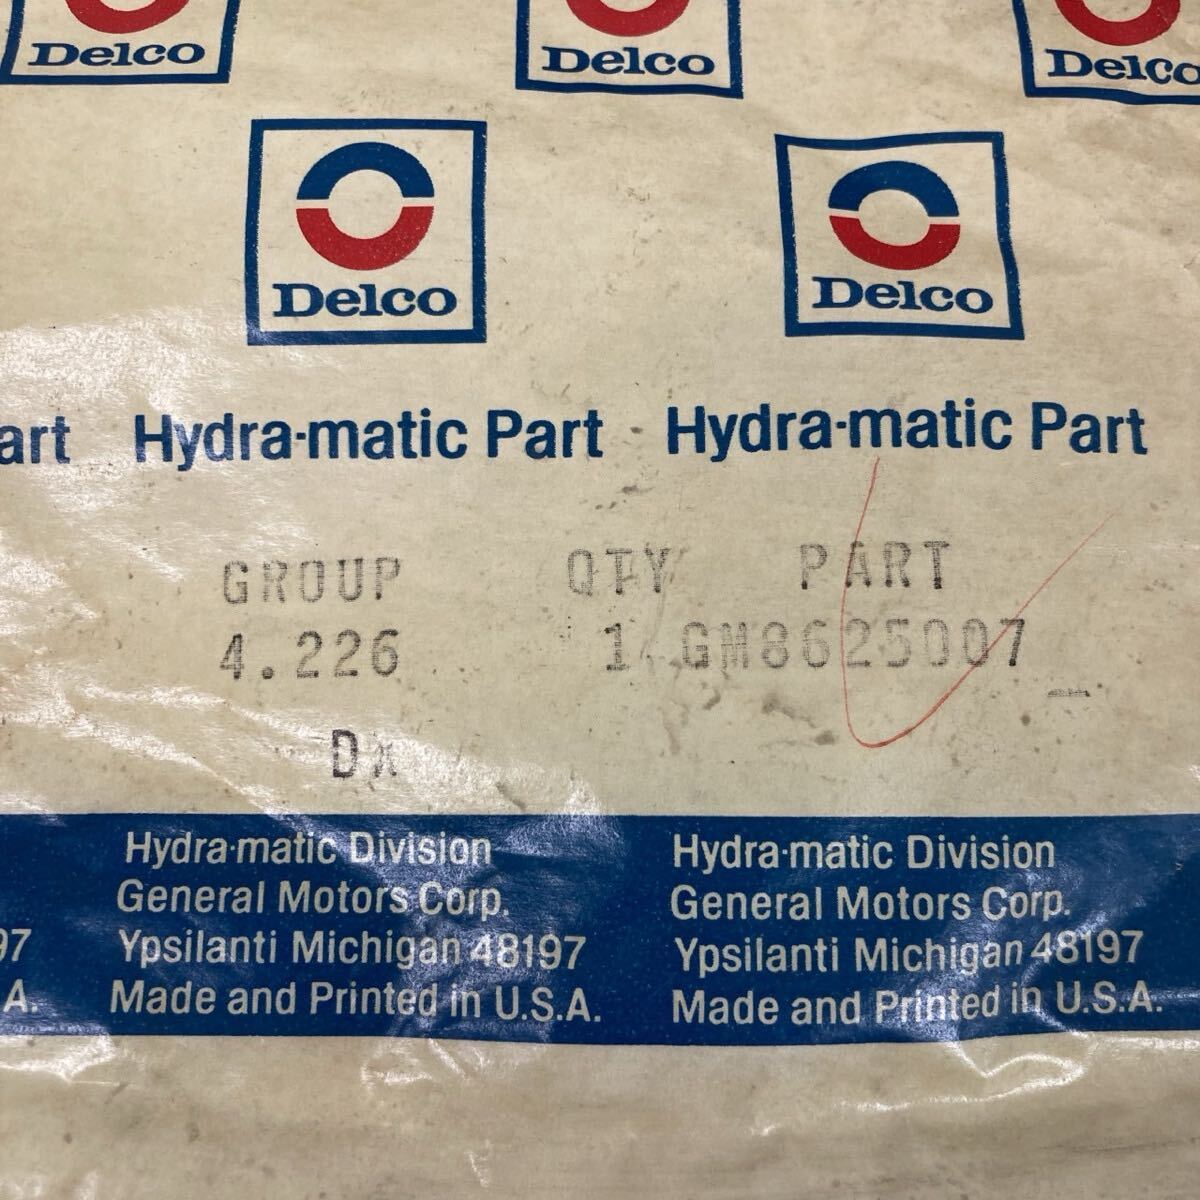 Delco Delco Delco
Delco Delco
art Hydra-matic Part Hydra-matic Part
GROUP QTY PART
4.226 1 GM8625007
DX
Hydra-matic Division Hydra-matic Division
General Motors Corp. General Motors Corp.
97 Ypsilanti Michigan 48197 Ypsilanti Michigan 48197
A. Made and Printed in U.S.A. Made and Printed in U.S.A.